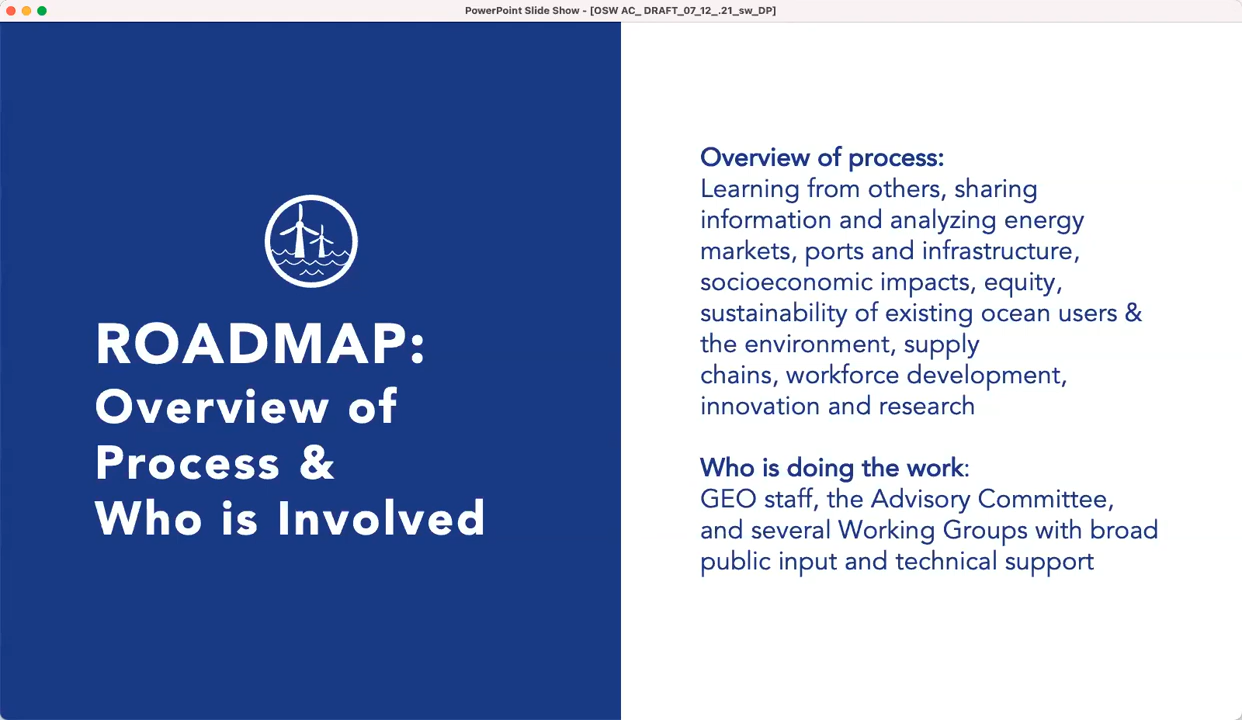 PowerPoint Slide Show - [OSW AC_ DRAFT_07_12_.21_sw_DP]
ROADMAP:
Overview of
Process &
Who is Involved
Overview of process:
Learning from others, sharing
information and analyzing energy
markets, ports and infrastructure,
socioeconomic impacts, equity,
sustainability of existing ocean users &
the environment, supply
chains, workforce development,
innovation and research
Who is doing the work:
GEO staff, the Advisory Committee,
and several Working Groups with broad
public input and technical support